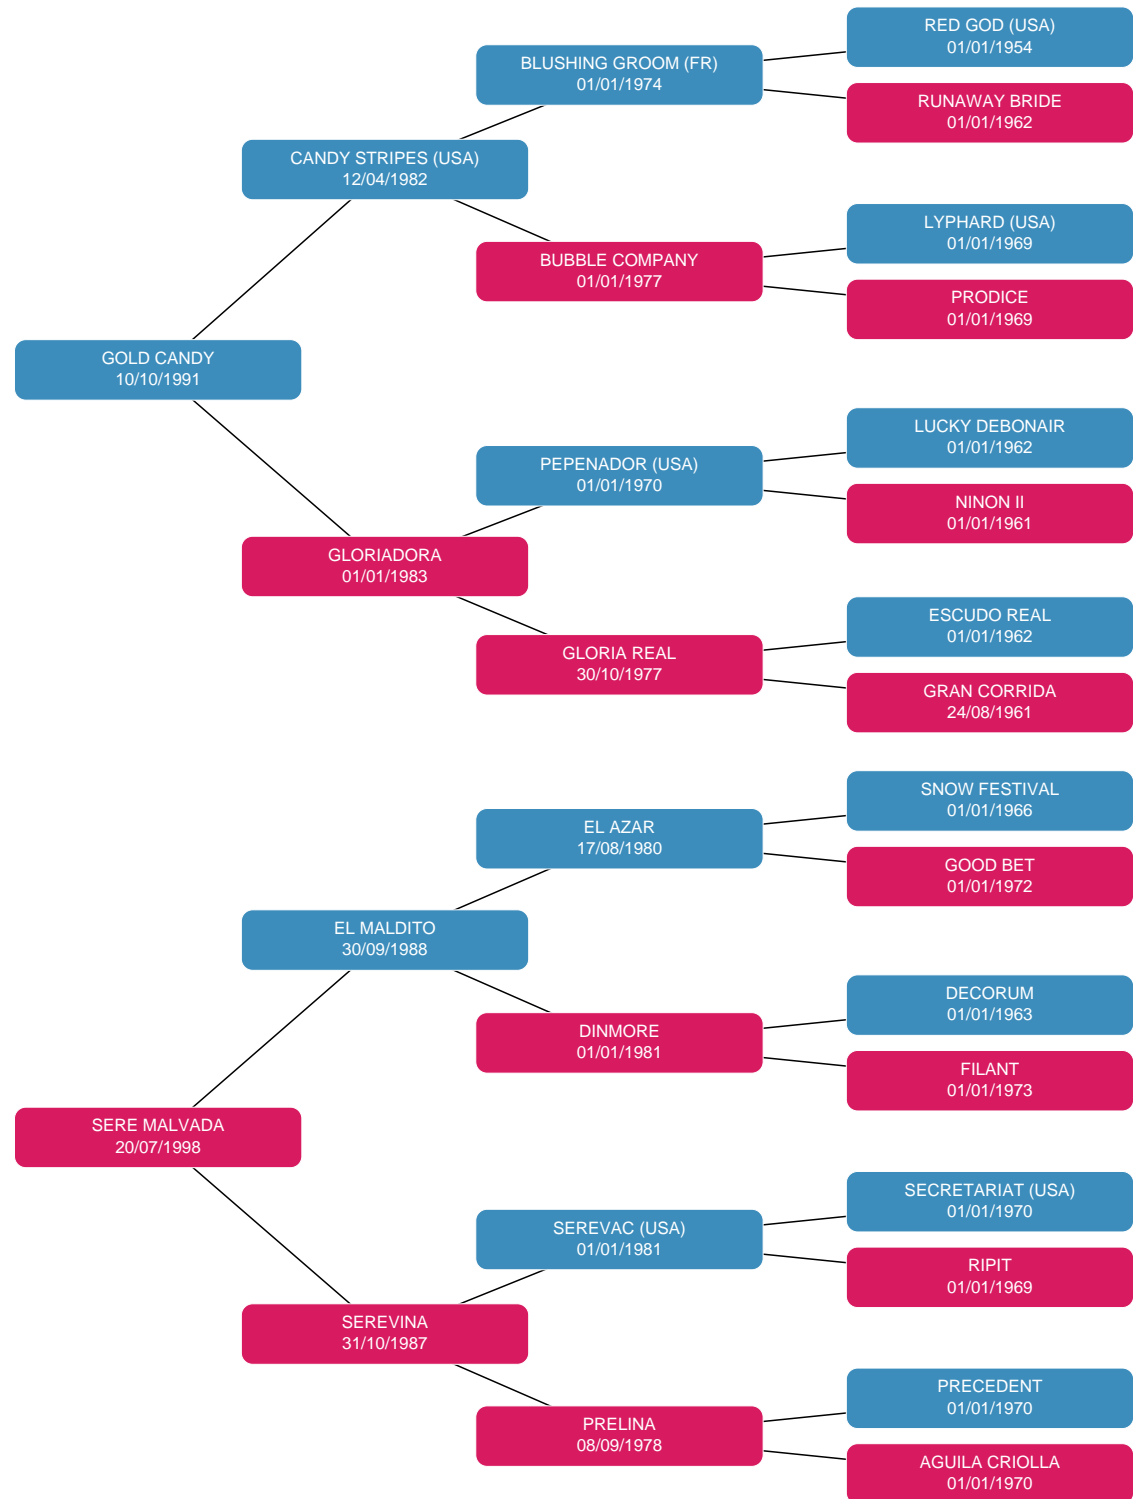 RED GOD (USA)
01/01/1954
BLUSHING GROOM (FR)
01/01/1974
RUNAWAY BRIDE
01/01/1962
CANDY STRIPES (USA)
12/04/1982
LYPHARD (USA)
01/01/1969
BUBBLE COMPANY
01/01/1977
PRODICE
01/01/1969
GOLD CANDY
10/10/1991
LUCKY DEBONAIR
01/01/1962
PEPENADOR (USA)
01/01/1970
NINON II
01/01/1961
GLORIADORA
01/01/1983
ESCUDO REAL
01/01/1962
GLORIA REAL
30/10/1977
GRAN CORRIDA
24/08/1961
SNOW FESTIVAL
01/01/1966
EL AZAR
17/08/1980
GOOD BET
01/01/1972
EL MALDITO
30/09/1988
DECORUM
01/01/1963
DINMORE
01/01/1981
FILANT
01/01/1973
SERE MALVADA
20/07/1998
SECRETARIAT (USA)
01/01/1970
SEREVAC (USA)
01/01/1981
RIPIT
01/01/1969
SEREVINA
31/10/1987
PRECEDENT
01/01/1970
PRELINA
08/09/1978
AGUILA CRIOLLA
01/01/1970